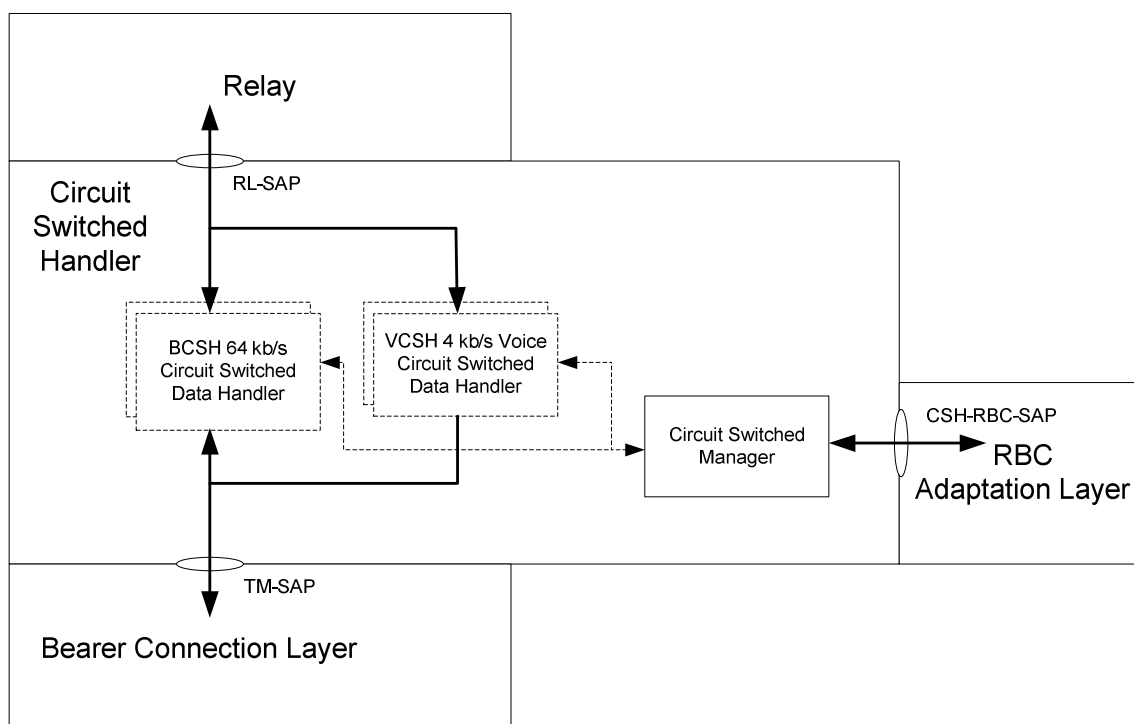 Relay
RL-SAP
Circuit
Switched
Handler
BCSH 64 kb/s
Circuit Switched
Data Handler
VCSH 4 kb/s Voice
Circuit Switched
Data Handler
Circuit Switched
Manager
CSH-RBC-SAP
RBC
Adaptation Layer
TM-SAP
Bearer Connection Layer